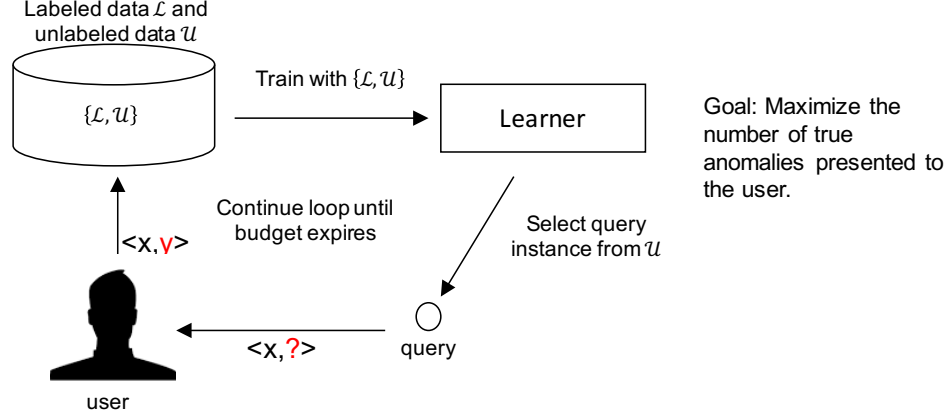 Labeled data ℒ and
unlabeled data 𝒰
{ℒ, 𝒰}
Train with {ℒ, 𝒰}
Learner
Goal: Maximize the
number of true
anomalies presented to
the user.
Continue loop until
budget expires
Select query
instance from 𝒰
<x,y>
<x,?>
query
user